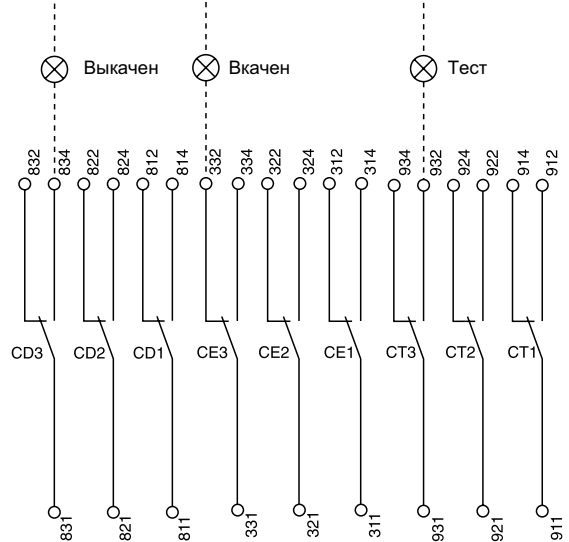 Выкачен
Вкачен
Тест
832 834 822 824 812 814 332 334 322 324 312 314 934 932 924 922 914 912
CD3 CD2 CD1 CE3 CE2 CE1 CT3 CT2 CT1
831 821 811 331 321 311 931 921 911